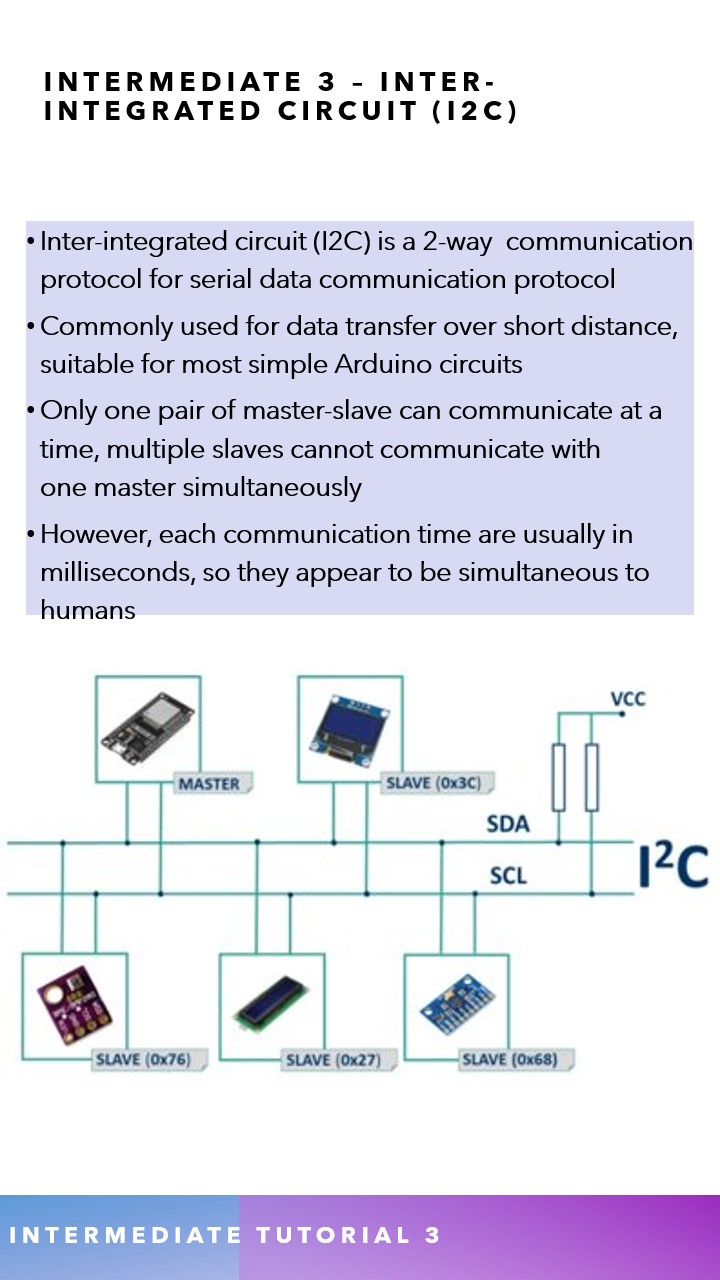 INTERMEDIATE 3 – INTER-
INTEGRATED CIRCUIT (I2C)
• Inter-integrated circuit (I2C) is a 2-way  communication
protocol for serial data communication protocol
• Commonly used for data transfer over short distance,
suitable for most simple Arduino circuits
• Only one pair of master-slave can communicate at a
time, multiple slaves cannot communicate with
one master simultaneously
• However, each communication time are usually in
milliseconds, so they appear to be simultaneous to
humans
VCC
MASTER
SLAVE (0x3C)
SDA
SCL
I²C
SLAVE (0x76)
SLAVE (0x27)
SLAVE (0x68)
INTERMEDIATE TUTORIAL 3